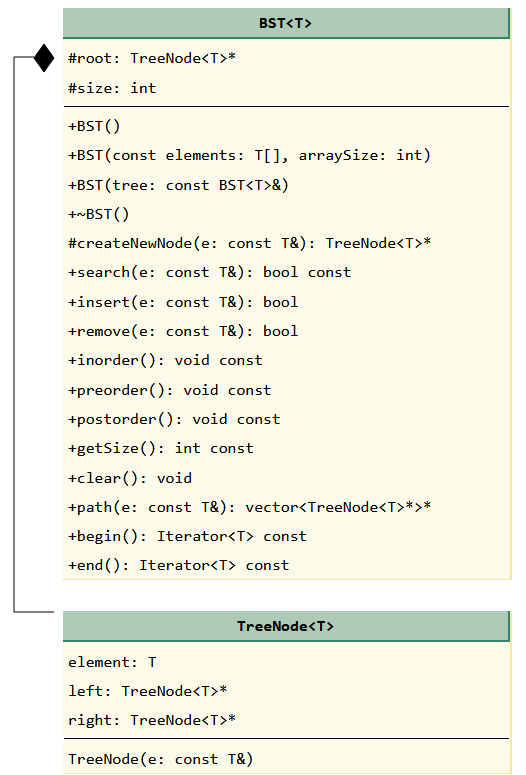 BST<T>
#root: TreeNode<T>*
#size: int
+BST()
+BST(const elements: T[], arraySize: int)
+BST(tree: const BST<T>&)
+~BST()
#createNewNode(e: const T&): TreeNode<T>*
+search(e: const T&): bool const
+insert(e: const T&): bool
+remove(e: const T&): bool
+inorder(): void const
+preorder(): void const
+postorder(): void const
+getSize(): int const
+clear(): void
+path(e: const T&): vector<TreeNode<T>*>*
+begin(): Iterator<T> const
+end(): Iterator<T> const
TreeNode<T>
element: T
left: TreeNode<T>*
right: TreeNode<T>*
TreeNode(e: const T&)